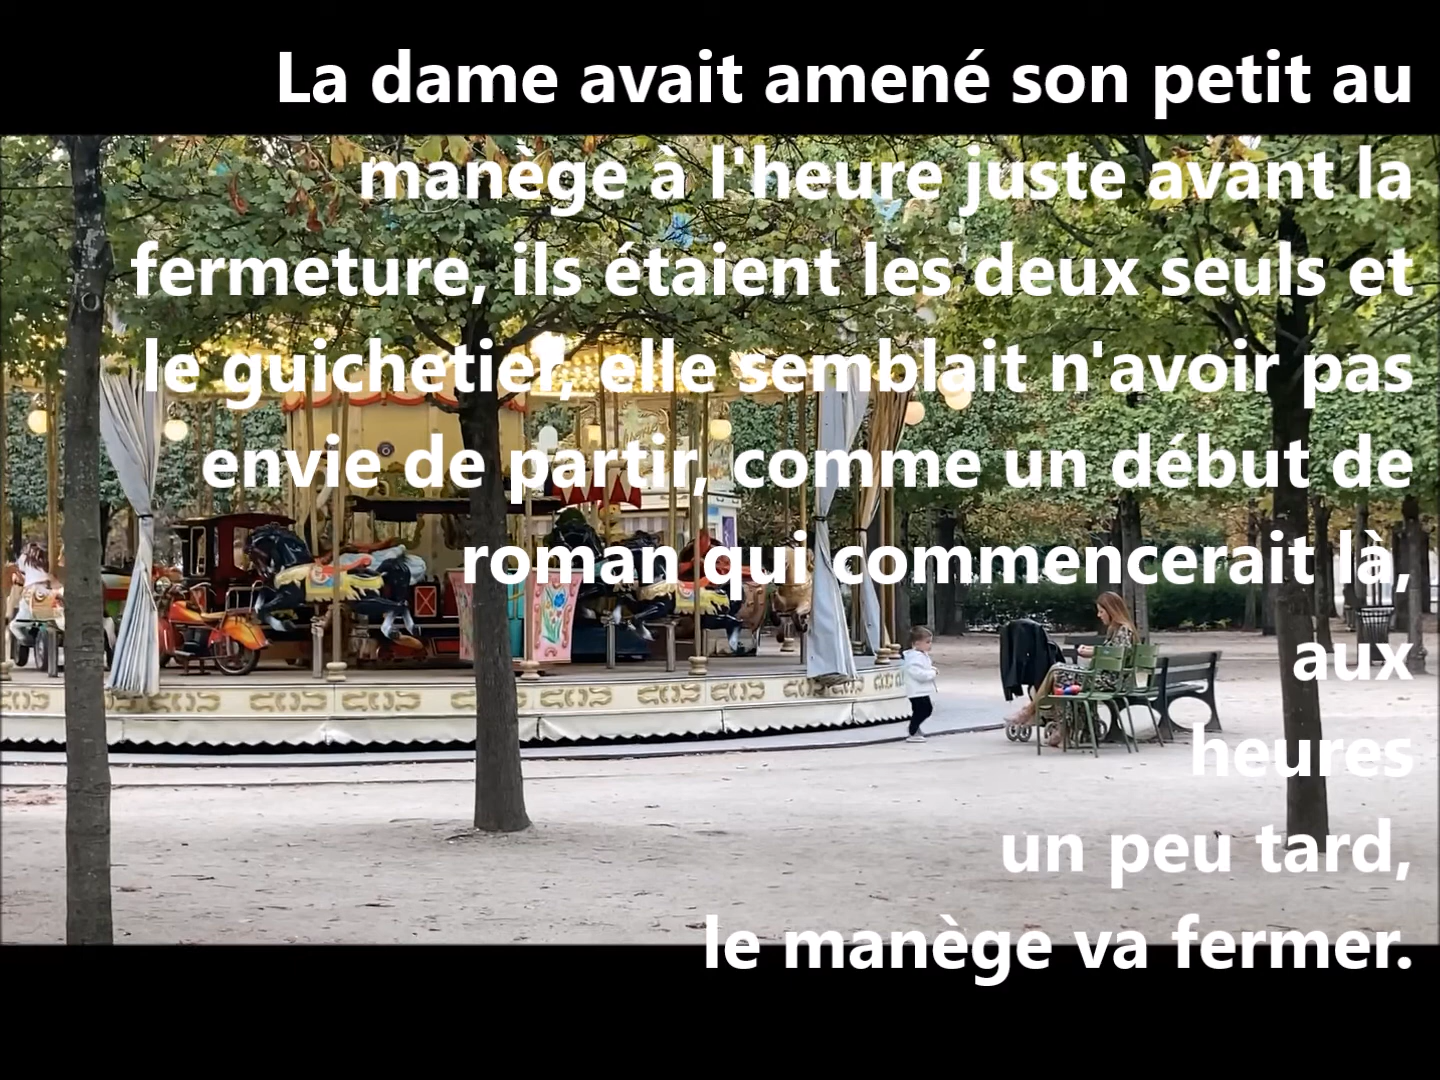 La dame avait amené son petit au
manège à l'heure juste avant la
fermeture, ils étaient les deux seuls et
le guichetier, elle semblait n'avoir pas
envie de partir, comme un début de
roman qui commencerait là,
aux
heures
un peu tard,
le manège va fermer.